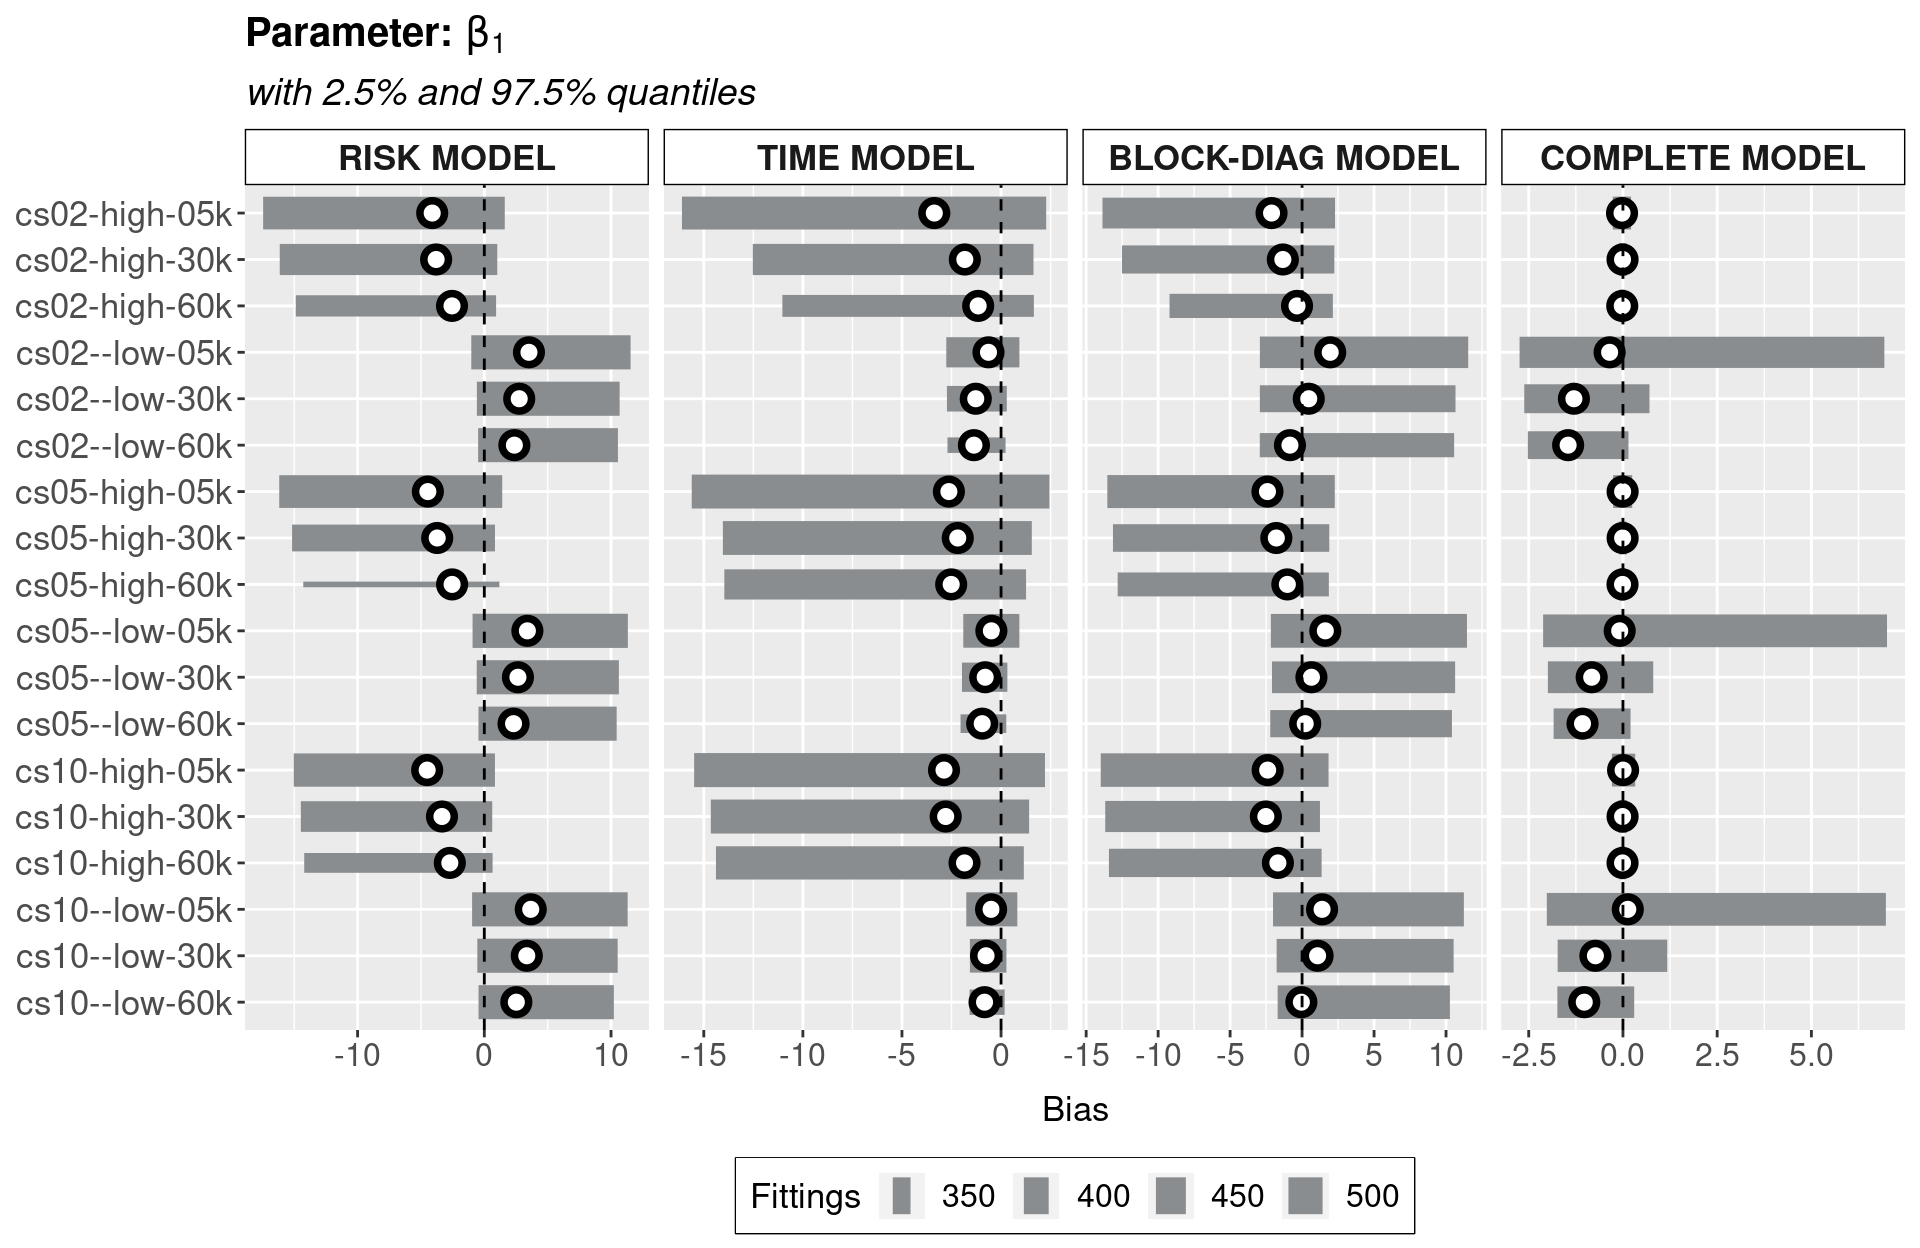 Parameter: β₁
with 2.5% and 97.5% quantiles
RISK MODEL TIME MODEL BLOCK-DIAG MODEL COMPLETE MODEL
cs02-high-05k
cs02-high-30k
cs02-high-60k
cs02--low-05k
cs02--low-30k
cs02--low-60k
cs05-high-05k
cs05-high-30k
cs05-high-60k
cs05--low-05k
cs05--low-30k
cs05--low-60k
cs10-high-05k
cs10-high-30k
cs10-high-60k
cs10--low-05k
cs10--low-30k
cs10--low-60k
-10 0 10 -15 -10 -5 0 -15 -10 -5 0 5 10 -2.5 0.0 2.5 5.0
Bias
Fittings 350 400 450 500